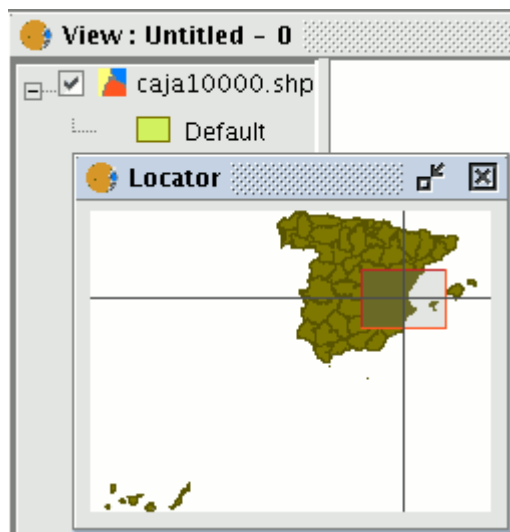 View : Untitled - 0
caja10000.shp
Default
Locator